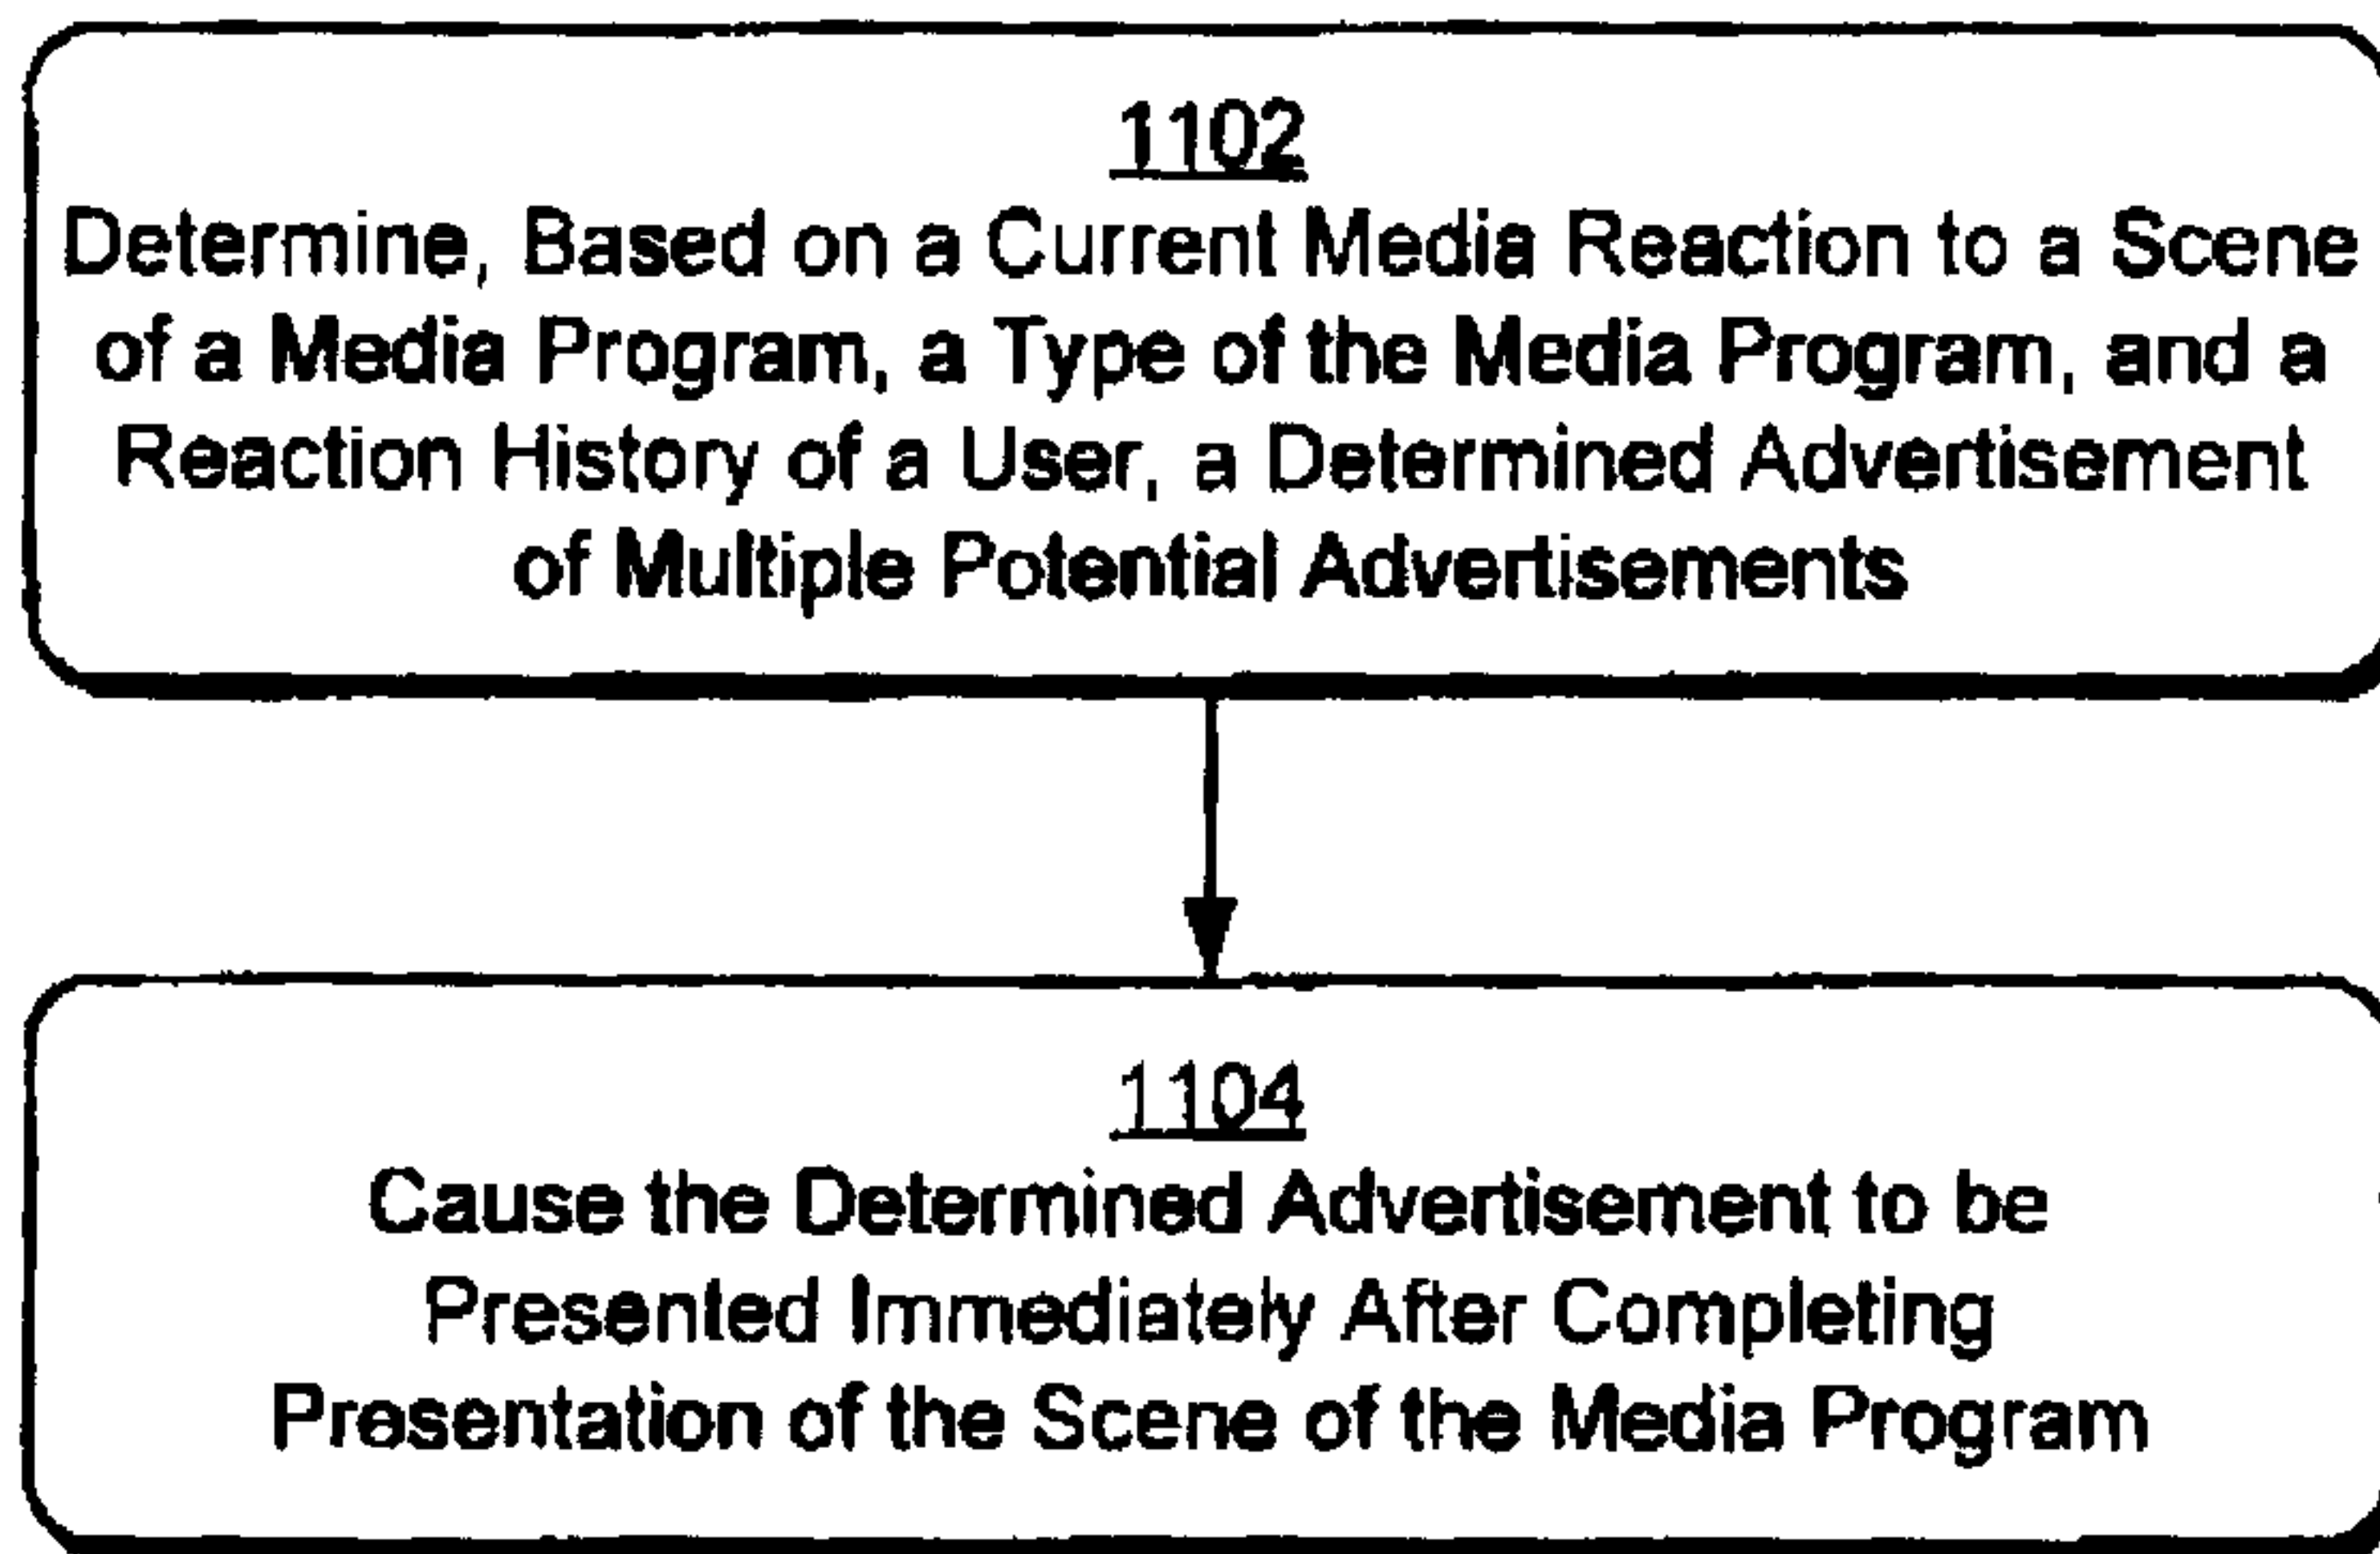 1102
Determine, Based on a Current Media Reaction to a Scene
of a Media Program, a Type of the Media Program, and a
Reaction History of a User, a Determined Advertisement
of Multiple Potential Advertisements
1104
Cause the Determined Advertisement to be
Presented Immediately After Completing
Presentation of the Scene of the Media Program